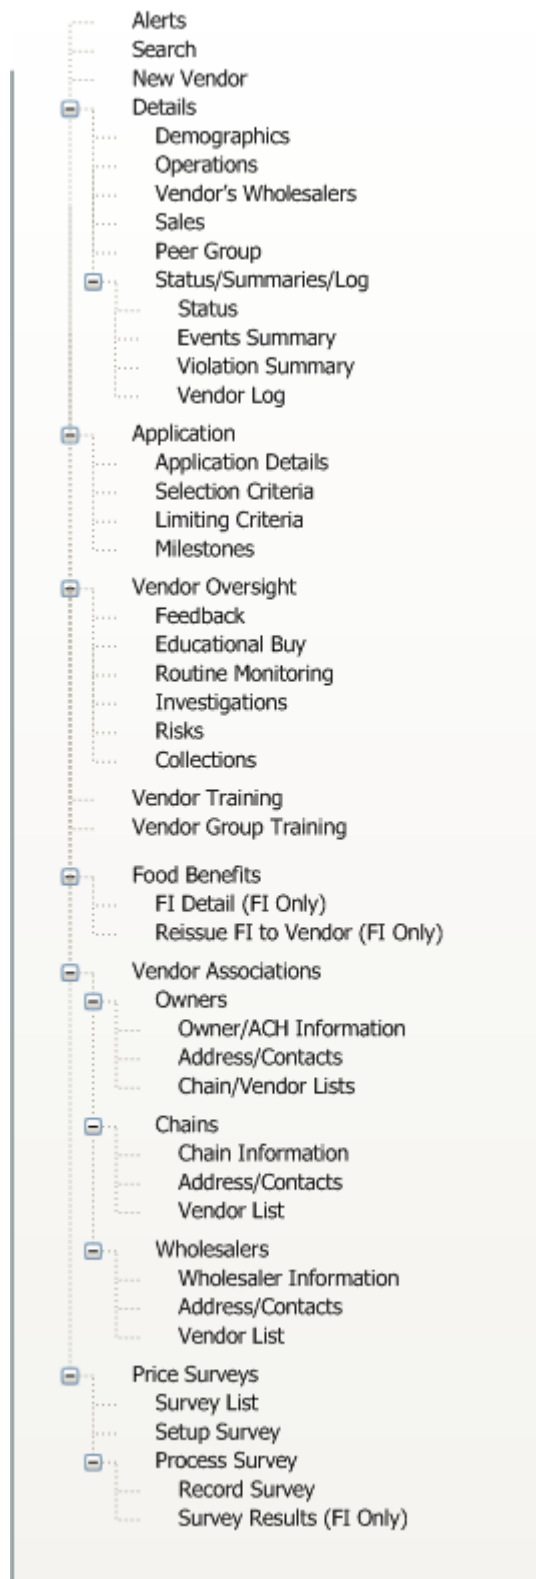 Alerts
Search
New Vendor
Details
Demographics
Operations
Vendor’s Wholesalers
Sales
Peer Group
Status/Summaries/Log
Status
Events Summary
Violation Summary
Vendor Log
Application
Application Details
Selection Criteria
Limiting Criteria
Milestones
Vendor Oversight
Feedback
Educational Buy
Routine Monitoring
Investigations
Risks
Collections
Vendor Training
Vendor Group Training
Food Benefits
FI Detail (FI Only)
Reissue FI to Vendor (FI Only)
Vendor Associations
Owners
Owner/ACH Information
Address/Contacts
Chain/Vendor Lists
Chains
Chain Information
Address/Contacts
Vendor List
Wholesalers
Wholesaler Information
Address/Contacts
Vendor List
Price Surveys
Survey List
Setup Survey
Process Survey
Record Survey
Survey Results (FI Only)